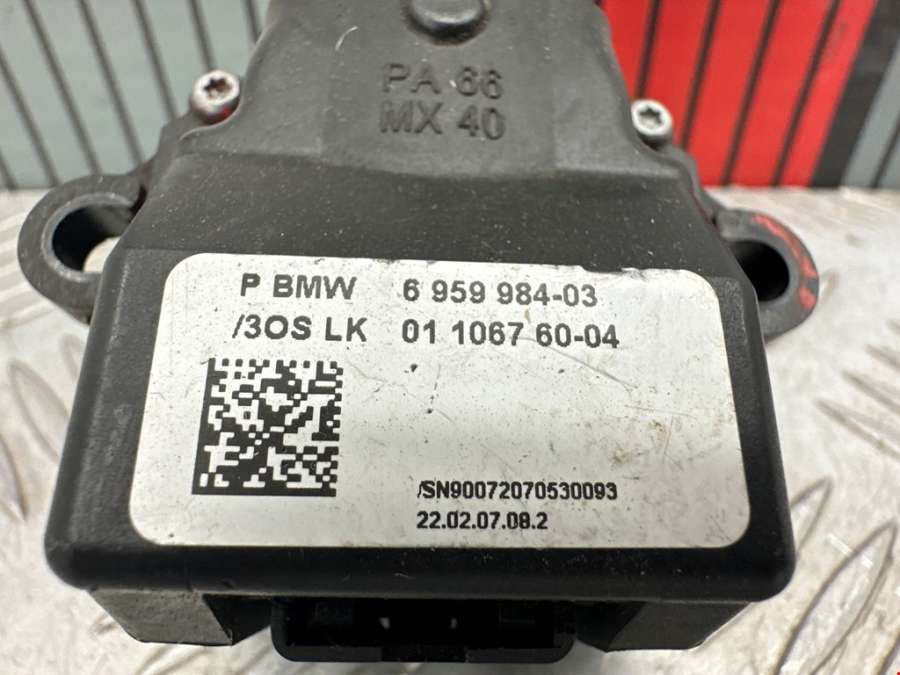 PA 66
MX 40
P BMW 6 959 984-03
/3OS LK 01 1067 60-04
/SN90072070530093
22.02.07.08.2